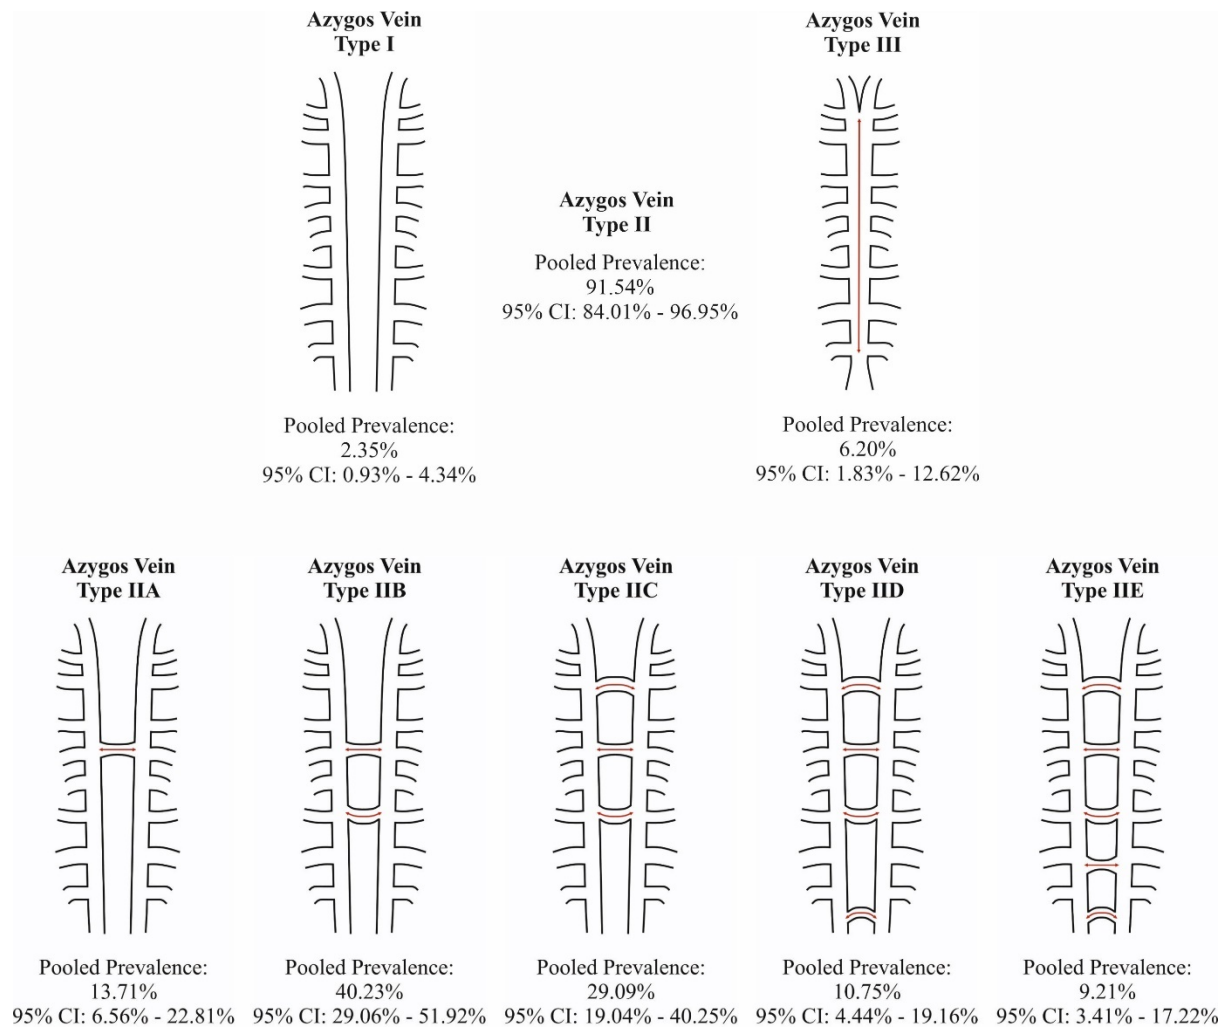 Azygos Vein
Type I
Pooled Prevalence:
2.35%
95% CI: 0.93% - 4.34%
Azygos Vein
Type II
Pooled Prevalence:
91.54%
95% CI: 84.01% - 96.95%
Azygos Vein
Type III
Pooled Prevalence:
6.20%
95% CI: 1.83% - 12.62%
Azygos Vein
Type IIA
Pooled Prevalence:
13.71%
95% CI: 6.56% - 22.81%
Azygos Vein
Type IIB
Pooled Prevalence:
40.23%
95% CI: 29.06% - 51.92%
Azygos Vein
Type IIC
Pooled Prevalence:
29.09%
95% CI: 19.04% - 40.25%
Azygos Vein
Type IID
Pooled Prevalence:
10.75%
95% CI: 4.44% - 19.16%
Azygos Vein
Type IIE
Pooled Prevalence:
9.21%
95% CI: 3.41% - 17.22%